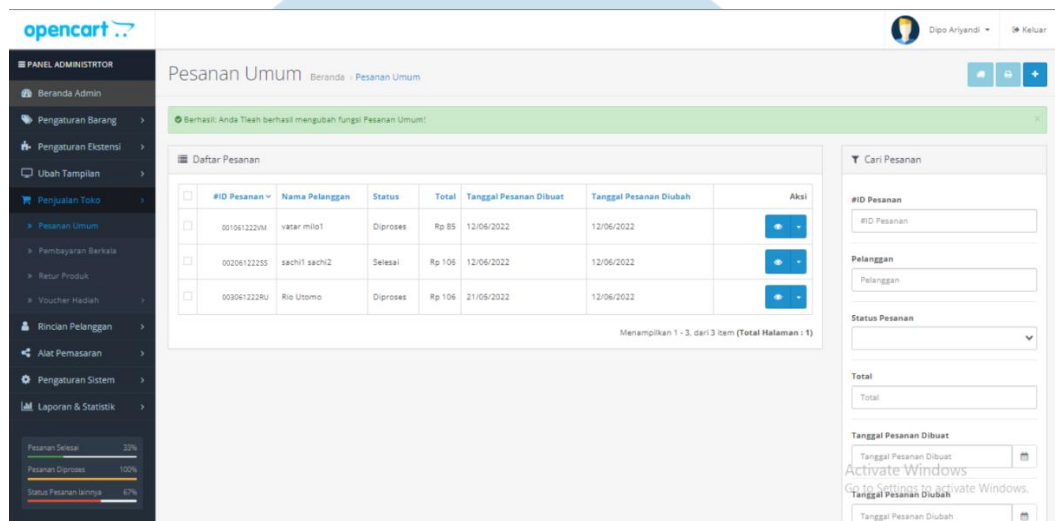 opencart
Dipo Ariyandi
Keluar
PANEL ADMINISTRTOR
Beranda Admin
Pengaturan Barang
Pengaturan Ekstensi
Ubah Tampilan
Penjualan Toko
» Pesanan Umum
» Pembayaran Berkala
» Retur Produk
» Voucher Hadiah
Rincian Pelanggan
Alat Pemasaran
Pengaturan Sistem
Laporan & Statistik
Pesanan Selesai 33%
Pesanan Diproses 100%
Status Pesanan lainnya 67%
Pesanan Umum Beranda › Pesanan Umum
Berhasil: Anda Tleah berhasil mengubah fungsi Pesanan Umum!
Daftar Pesanan
#ID Pesanan Nama Pelanggan Status Total Tanggal Pesanan Dibuat Tanggal Pesanan Diubah Aksi
001061222VM vatar milo1 Diproses Rp 85 12/06/2022 12/06/2022
002061222SS sachi1 sachi2 Selesai Rp 106 12/06/2022 12/06/2022
003061222RU Rio Utomo Diproses Rp 106 21/05/2022 12/06/2022
Menampilkan 1 - 3, dari 3 item (Total Halaman : 1)
Cari Pesanan
#ID Pesanan
#ID Pesanan
Pelanggan
Pelanggan
Status Pesanan
Total
Total
Tanggal Pesanan Dibuat
Tanggal Pesanan Dibuat
Activate Windows
Go to Settings to activate Windows.
Tanggal Pesanan Diubah
Tanggal Pesanan Diubah